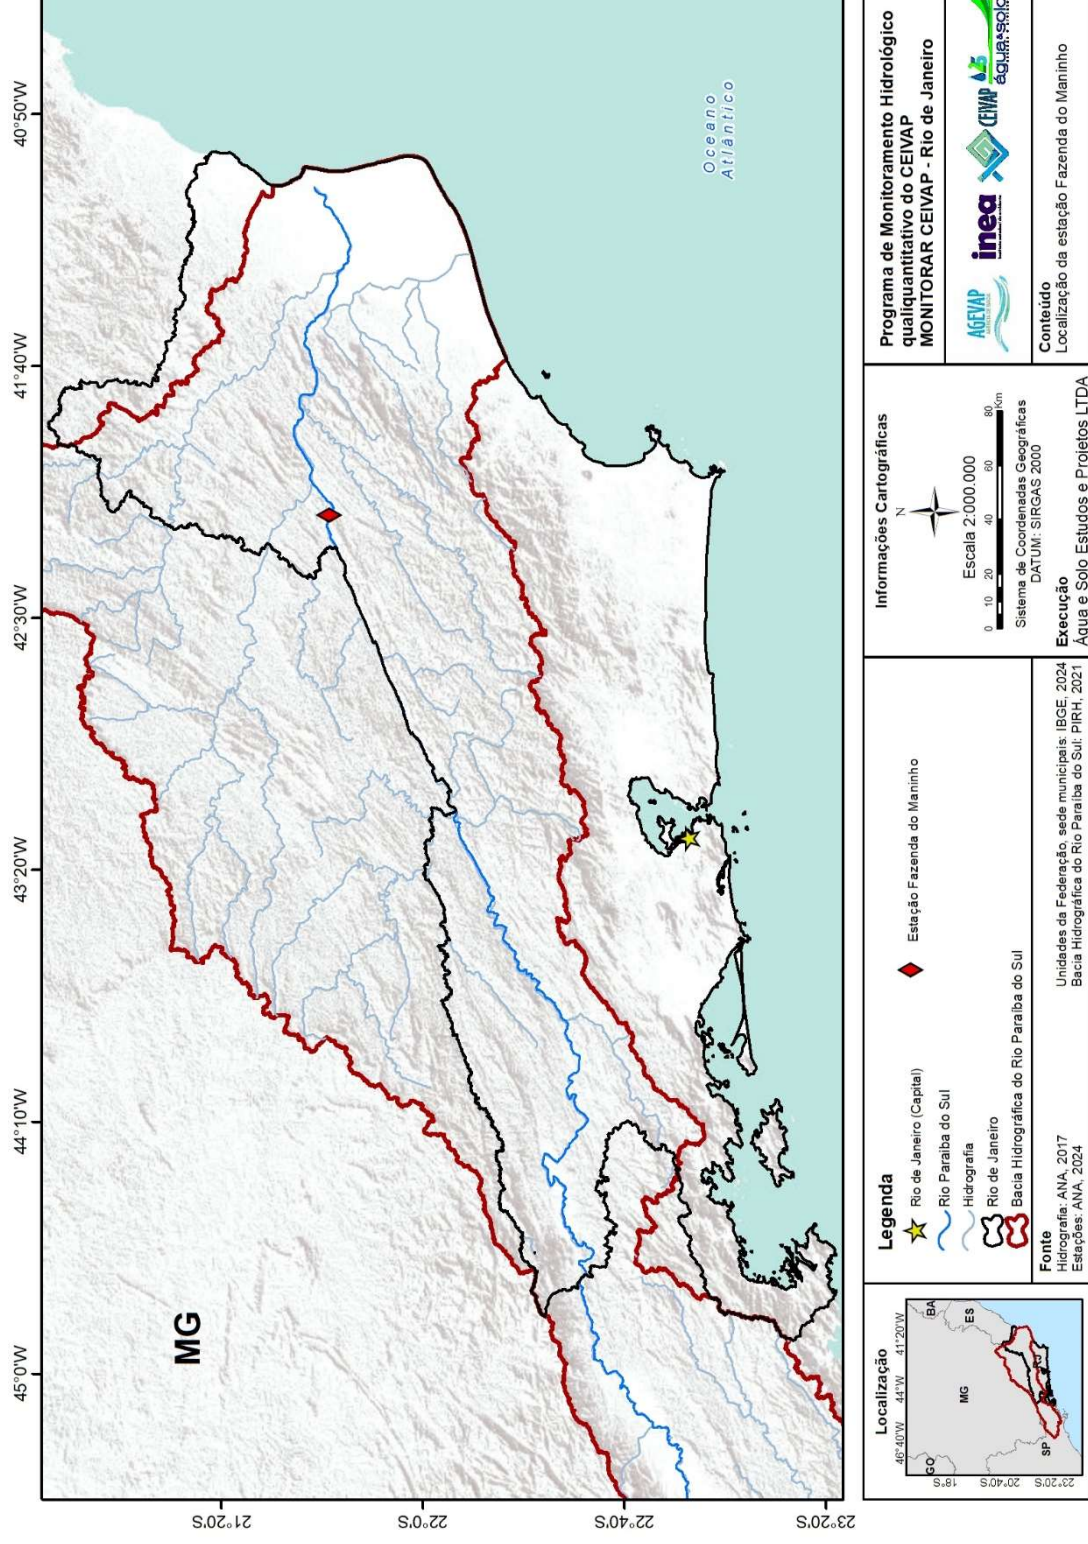 45°0'W
44°10'W
43°20'W
42°30'W
41°40'W
40°50'W
21°20'S
22°0'S
22°40'S
23°20'S
MG
Oceano
Atlântico
Localização
46°40'W
44°W
41°20'W
18°S
20°40'S
23°20'S
GO
BA
MG
ES
SP
RJ
Legenda
Rio de Janeiro (Capital)
Estação Fazenda do Maninho
Rio Paraiba do Sul
Hidrografia
Rio de Janeiro
Bacia Hidrográfica do Rio Paraíba do Sul
Fonte
Hidrografia: ANA, 2017
Estações: ANA, 2024
Unidades da Federação, sede municipais: IBGE, 2024
Bacia Hidrográfica do Rio Paraíba do Sul: PIRH, 2021
Informações Cartográficas
N
Escala 2:000.000
0 10 20 40 60 80
Km
Sistema de Coordenadas Geográficas
DATUM: SIRGAS 2000
Execução
Água e Solo Estudos e Projetos LTDA
Programa de Monitoramento Hidrológico
qualiquantitativo do CEIVAP
MONITORAR CEIVAP - Rio de Janeiro
AGEVAP
inea
CEIVAP
água&solo
Conteúdo
Localização da estação Fazenda do Maninho